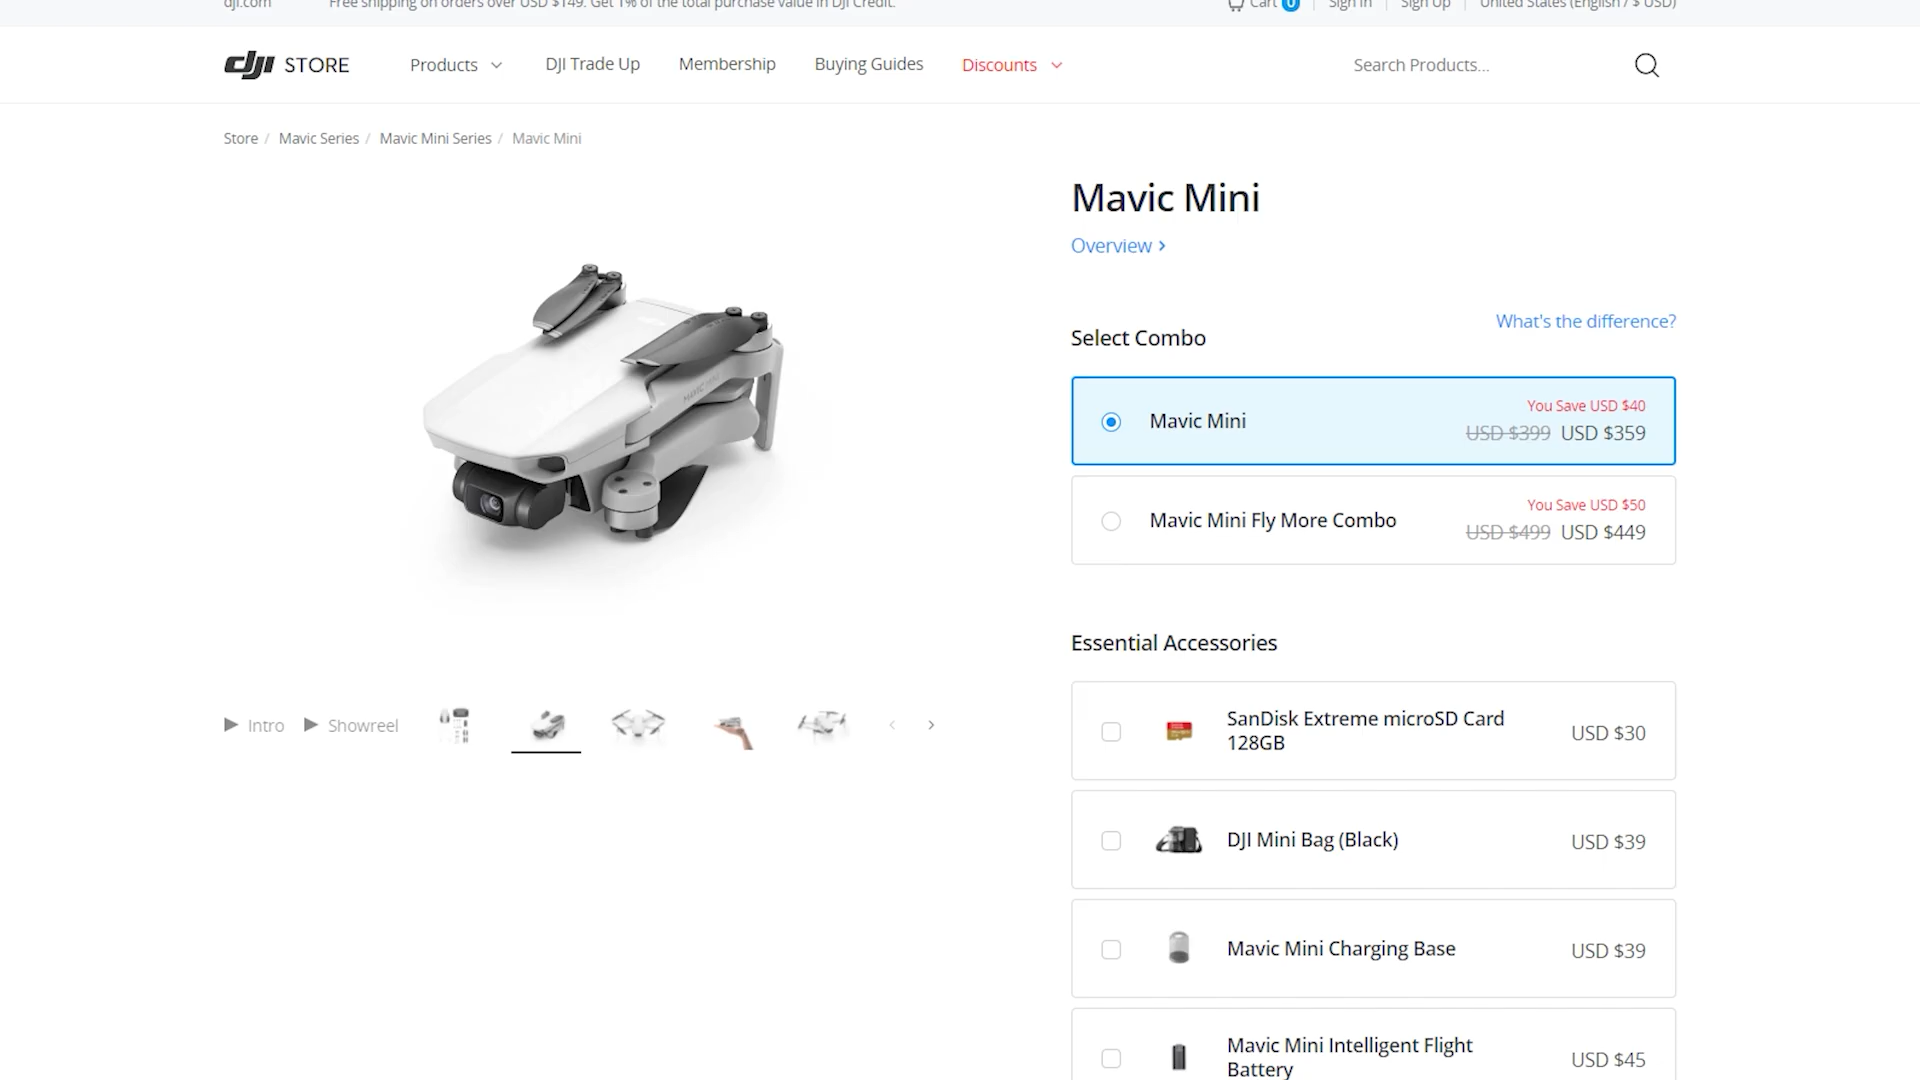 dji.com
Free shipping on orders over USD $149. Get 1% of the total purchase value in DJI Credit.
Cart 0
Sign In
Sign Up
United States (English / $ USD)
dji STORE
Products
DJI Trade Up
Membership
Buying Guides
Discounts
Search Products...
Store / Mavic Series / Mavic Mini Series / Mavic Mini
Mavic Mini
Overview >
What's the difference?
Select Combo
Mavic Mini
You Save USD $40
USD $399 USD $359
Mavic Mini Fly More Combo
You Save USD $50
USD $499 USD $449
Essential Accessories
SanDisk Extreme microSD Card
128GB
USD $30
DJI Mini Bag (Black)
USD $39
Mavic Mini Charging Base
USD $39
Mavic Mini Intelligent Flight
Battery
USD $45
Intro
Showreel
MAVIC MINI